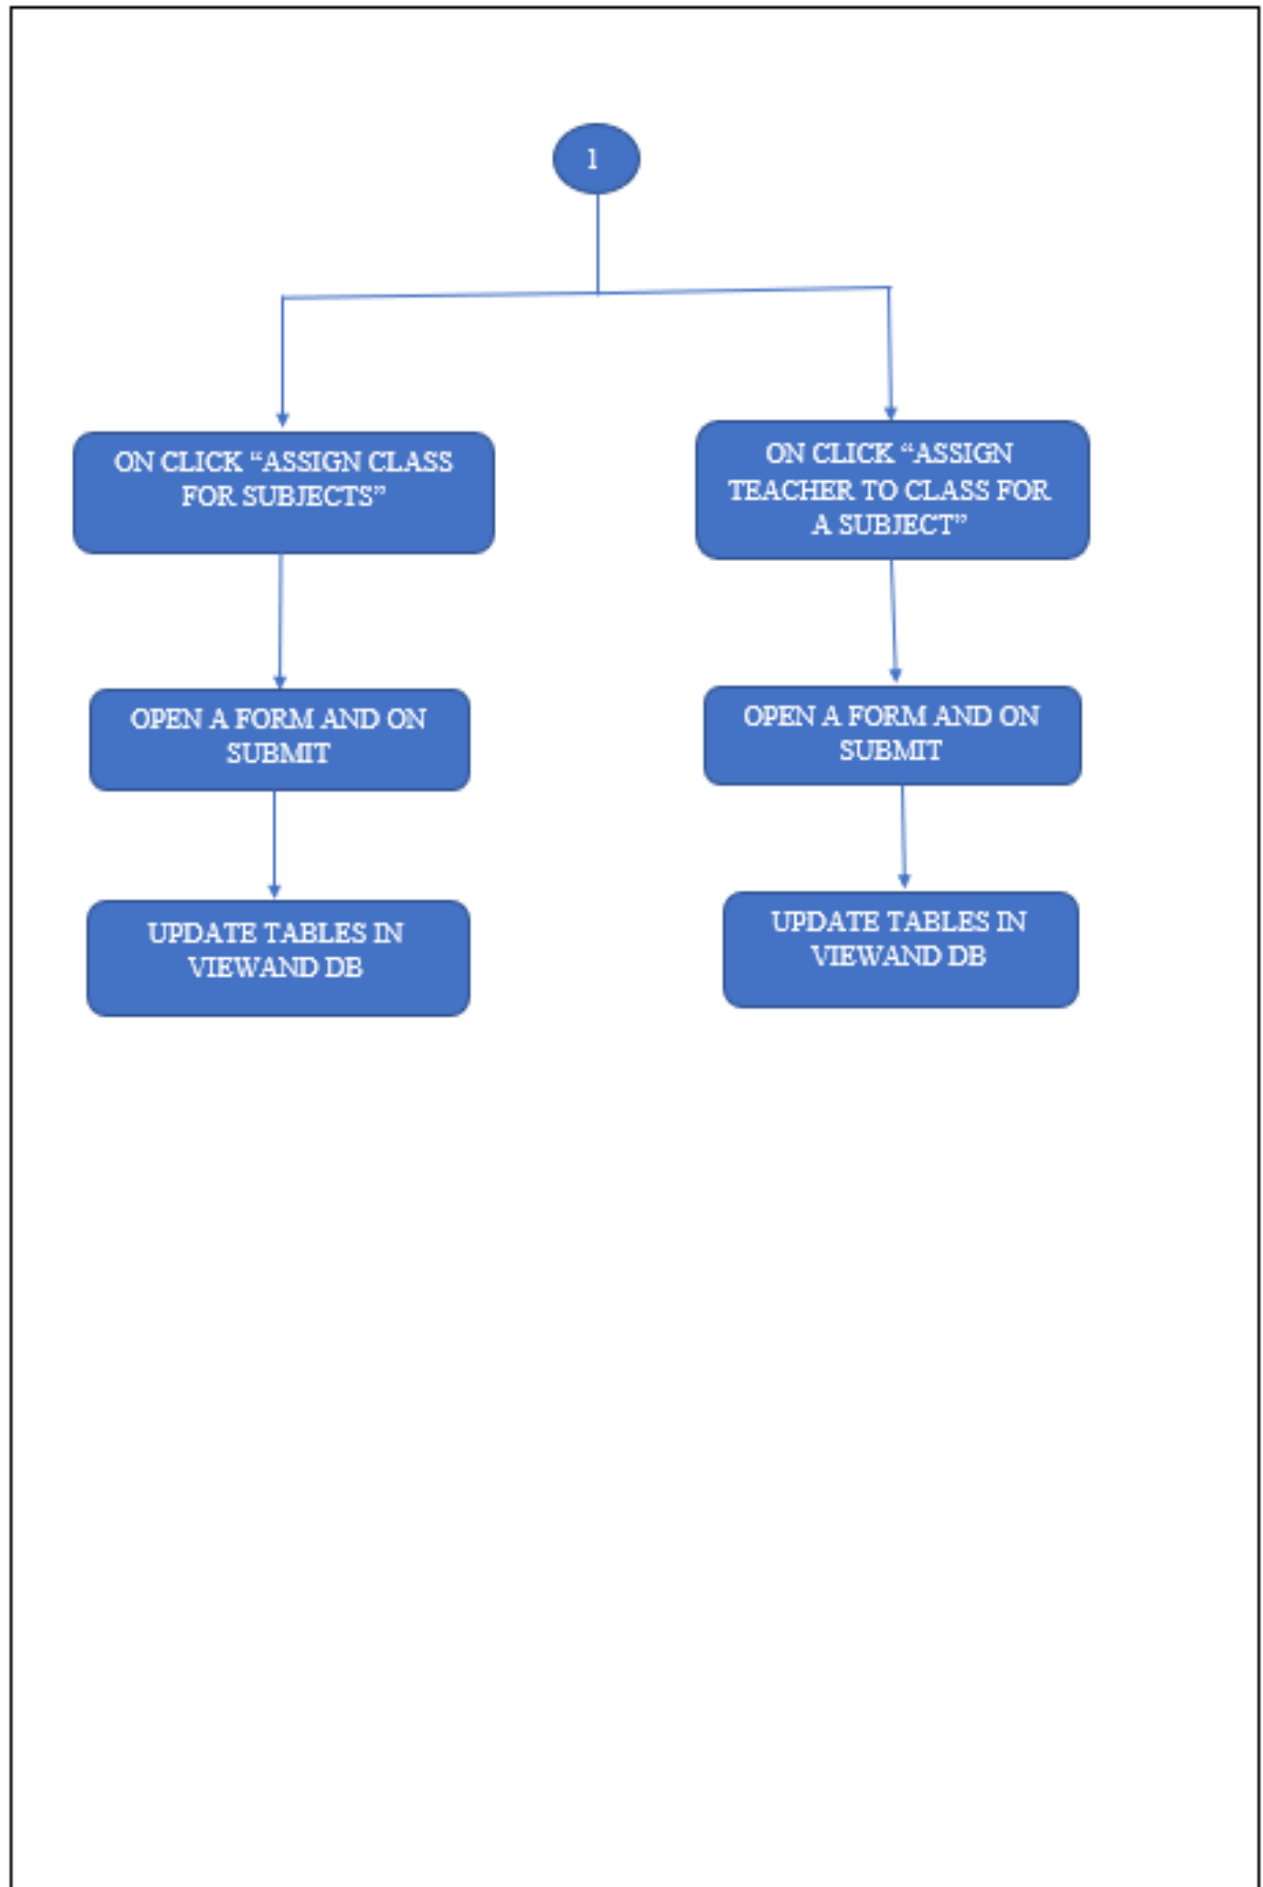 1
ON CLICK “ASSIGN CLASS
FOR SUBJECTS”
ON CLICK “ASSIGN
TEACHER TO CLASS FOR
A SUBJECT”
OPEN A FORM AND ON
SUBMIT
OPEN A FORM AND ON
SUBMIT
UPDATE TABLES IN
VIEWAND DB
UPDATE TABLES IN
VIEWAND DB